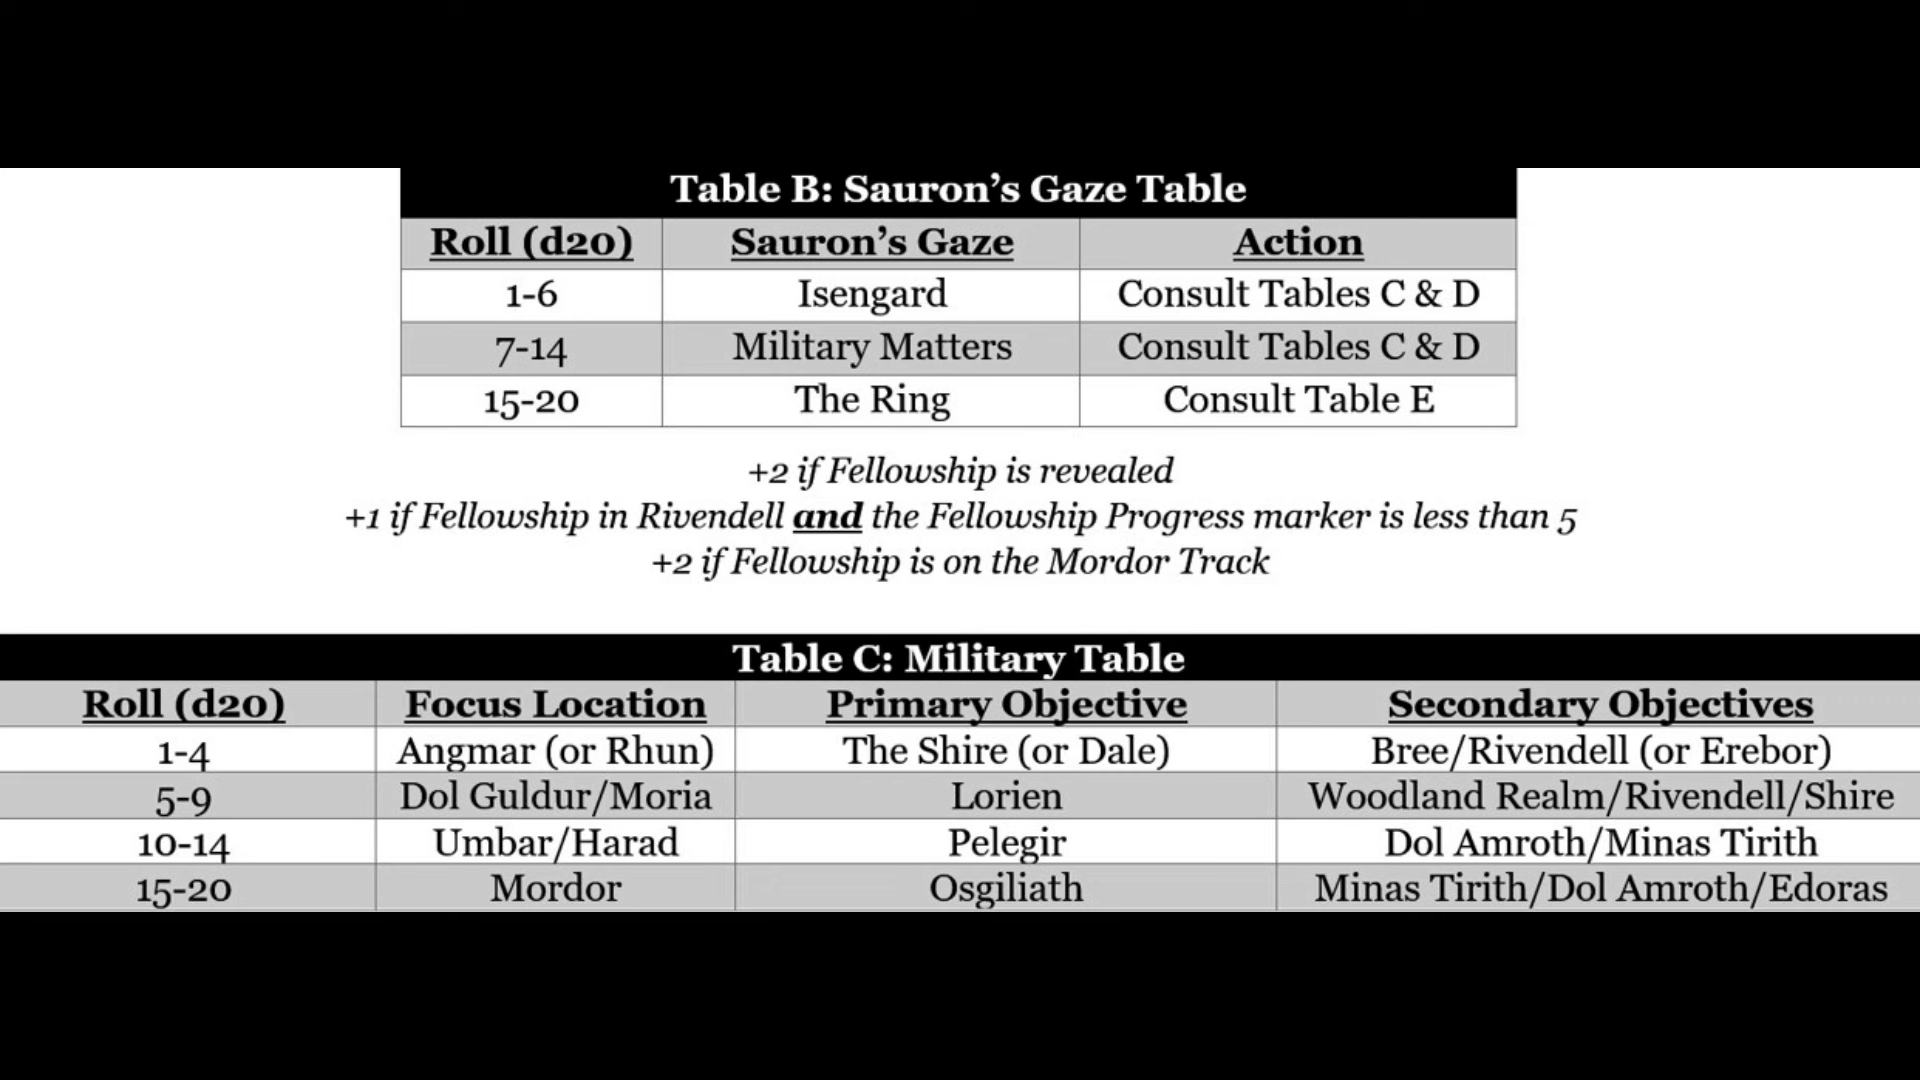 Table B: Sauron’s Gaze Table
Roll (d20) Sauron’s Gaze Action
1-6 Isengard Consult Tables C & D
7-14 Military Matters Consult Tables C & D
15-20 The Ring Consult Table E
+2 if Fellowship is revealed
+1 if Fellowship in Rivendell and the Fellowship Progress marker is less than 5
+2 if Fellowship is on the Mordor Track
Table C: Military Table
Roll (d20) Focus Location Primary Objective Secondary Objectives
1-4 Angmar (or Rhun) The Shire (or Dale) Bree/Rivendell (or Erebor)
5-9 Dol Guldur/Moria Lorien Woodland Realm/Rivendell/Shire
10-14 Umbar/Harad Pelegir Dol Amroth/Minas Tirith
15-20 Mordor Osgiliath Minas Tirith/Dol Amroth/Edoras